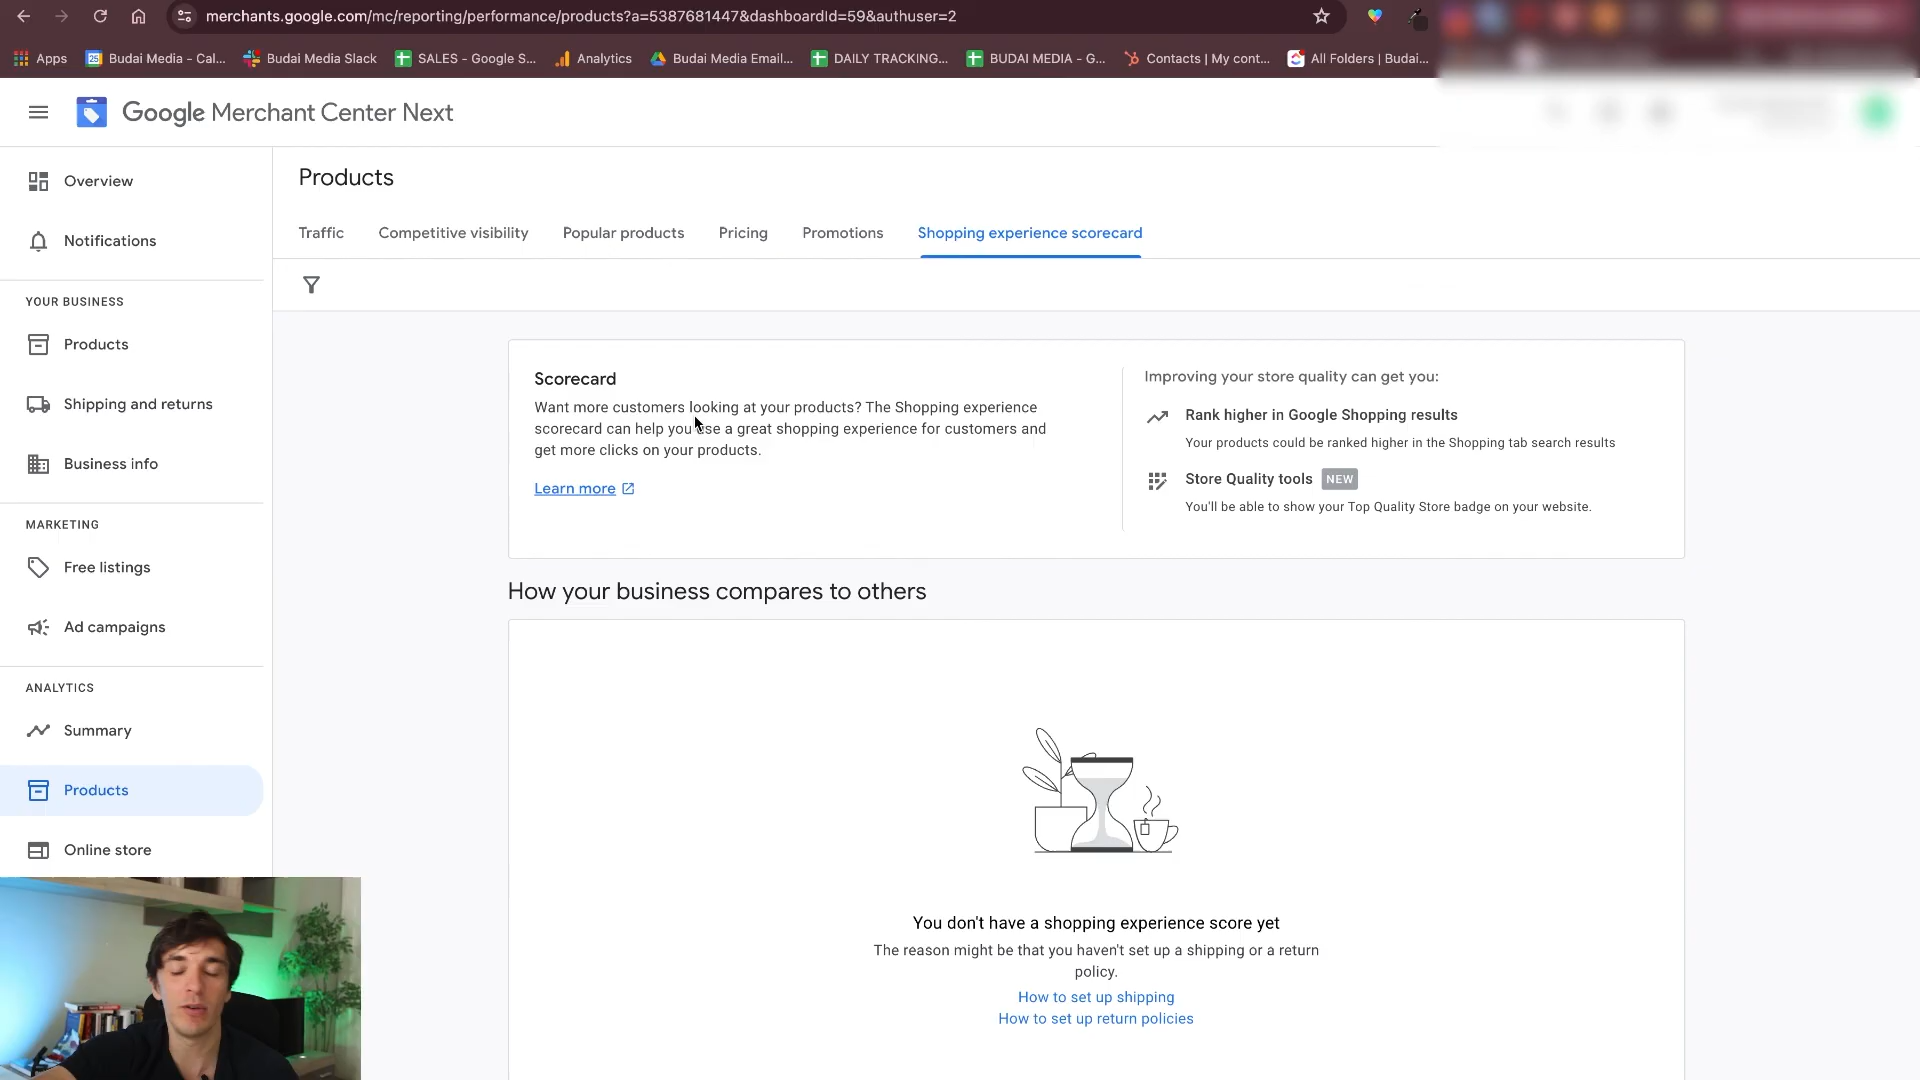 merchants.google.com/mc/reporting/performance/products?a=5387681447&dashboardId=59&authuser=2
Apps
Budai Media - Cal...
Budai Media Slack
SALES - Google S...
Analytics
Budai Media Email...
DAILY TRACKING...
BUDAI MEDIA - G...
Contacts | My cont...
All Folders | Budai...
Google Merchant Center Next
Overview
Notifications
YOUR BUSINESS
Products
Shipping and returns
Business info
MARKETING
Free listings
Ad campaigns
ANALYTICS
Summary
Products
Online store
Products
Traffic
Competitive visibility
Popular products
Pricing
Promotions
Shopping experience scorecard
Scorecard
Want more customers looking at your products? The Shopping experience
scorecard can help you use a great shopping experience for customers and
get more clicks on your products.
Learn more
Improving your store quality can get you:
Rank higher in Google Shopping results
Your products could be ranked higher in the Shopping tab search results
Store Quality tools NEW
You'll be able to show your Top Quality Store badge on your website.
How your business compares to others
You don't have a shopping experience score yet
The reason might be that you haven't set up a shipping or a return
policy.
How to set up shipping
How to set up return policies